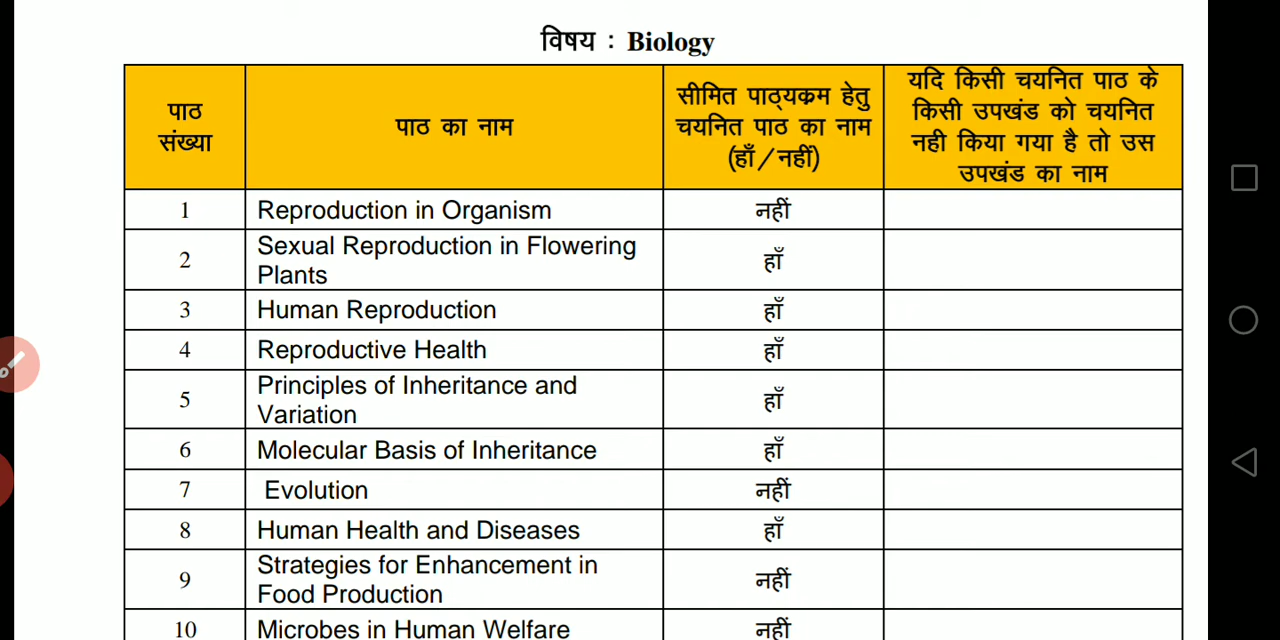 विषय : Biology
पाठ
संख्या
पाठ का नाम
सीमित पाठ्यक्रम हेतु
चयनित पाठ का नाम
(हाँ/नहीं)
यदि किसी चयनित पाठ के
किसी उपखंड को चयनित
नही किया गया है तो उस
उपखंड का नाम
1 Reproduction in Organism नहीं
2 Sexual Reproduction in Flowering
Plants हाँ
3 Human Reproduction हाँ
4 Reproductive Health हाँ
5 Principles of Inheritance and
Variation हाँ
6 Molecular Basis of Inheritance हाँ
7 Evolution नहीं
8 Human Health and Diseases हाँ
9 Strategies for Enhancement in
Food Production नहीं
10 Microbes in Human Welfare नहीं